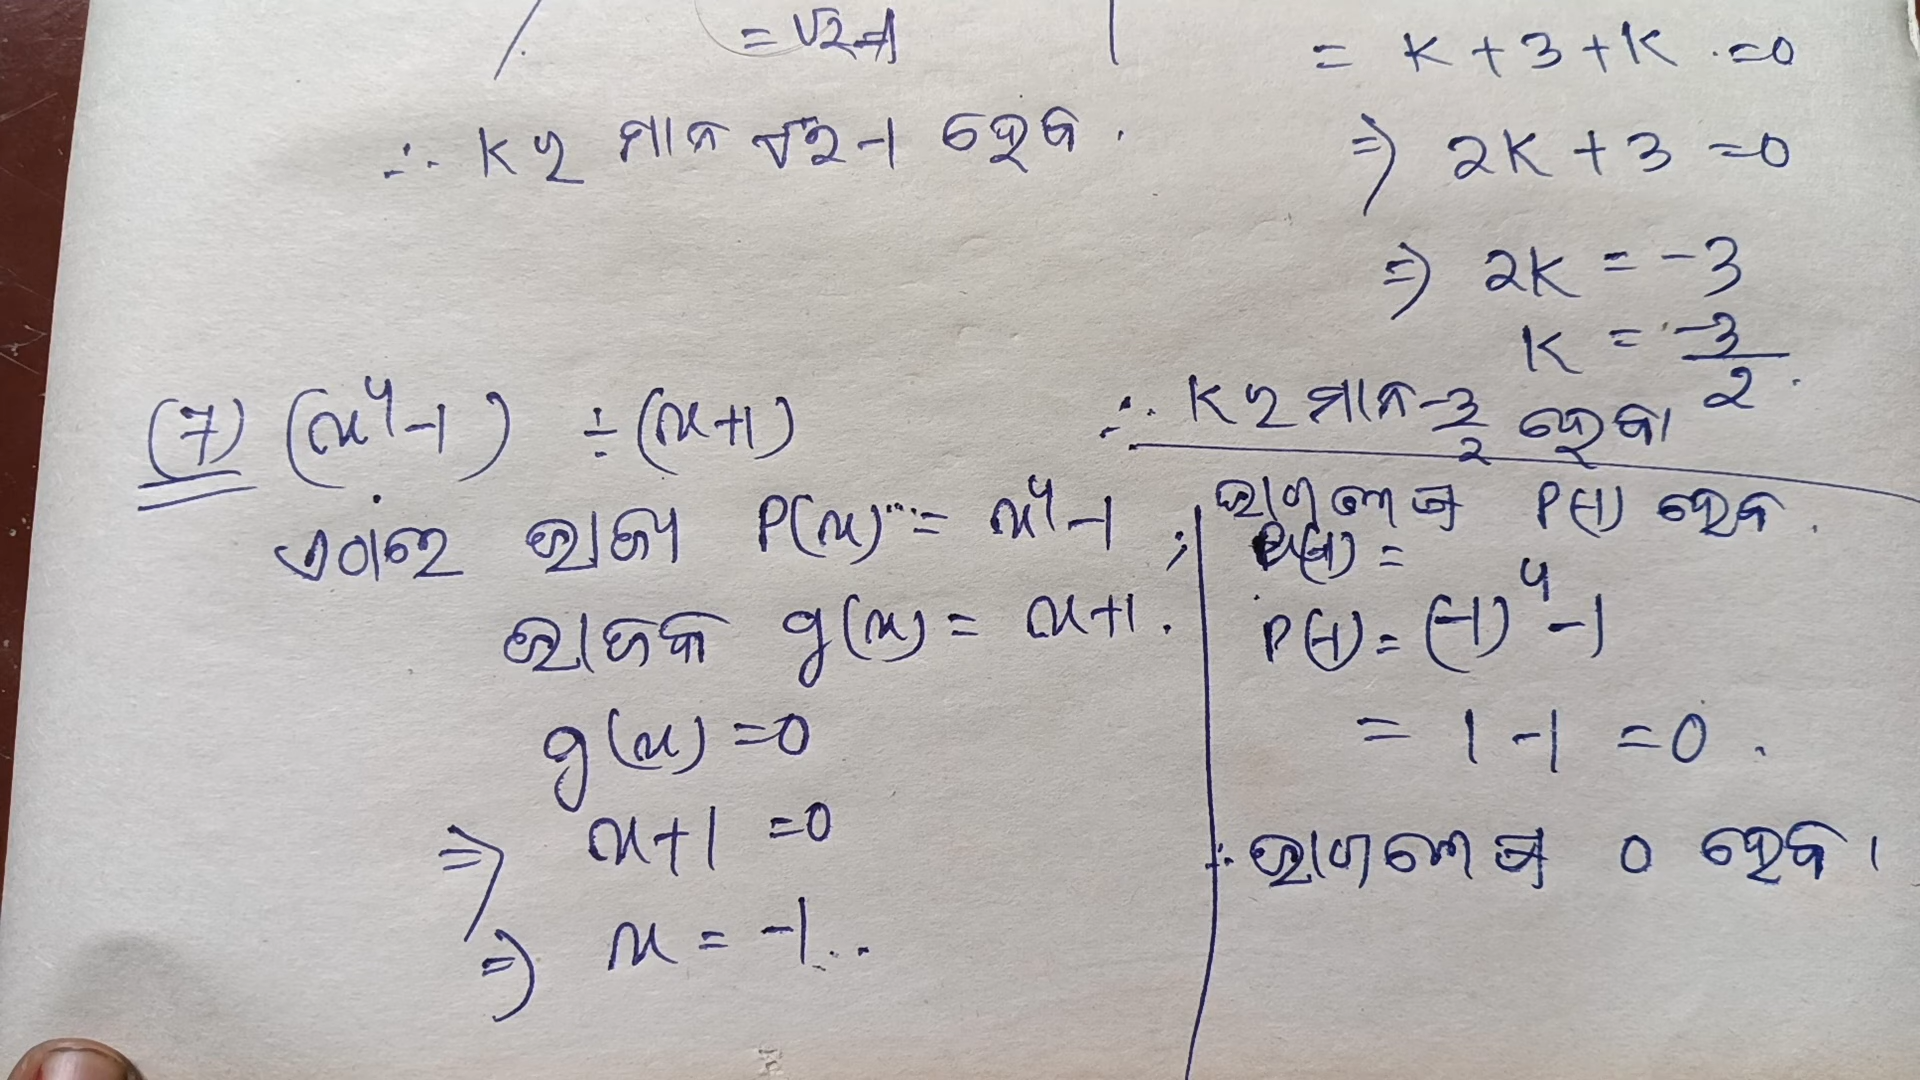 = √2-1
∴ K ର ମାନ √2-1 ହେବ .
= K + 3 + K = 0
⇒ 2K + 3 = 0
⇒ 2K = -3
K = -3/2 .
∴ K ର ମାନ -3/2 ହେବ।
(7) (x⁴-1) ÷ (x+1)
ଏଠାରେ ଭାଜ୍ୟ P(x) = x⁴-1 ;
ଭାଜକ g(x) = x+1 .
g(x) = 0
⇒ x+1 = 0
⇒ x = -1 ..
ଭାଗଶେଷ P(-1) ହେବ .
P(-1) = (-1)⁴ - 1
= 1 - 1 = 0 .
∴ ଭାଗଶେଷ 0 ହେବ ।